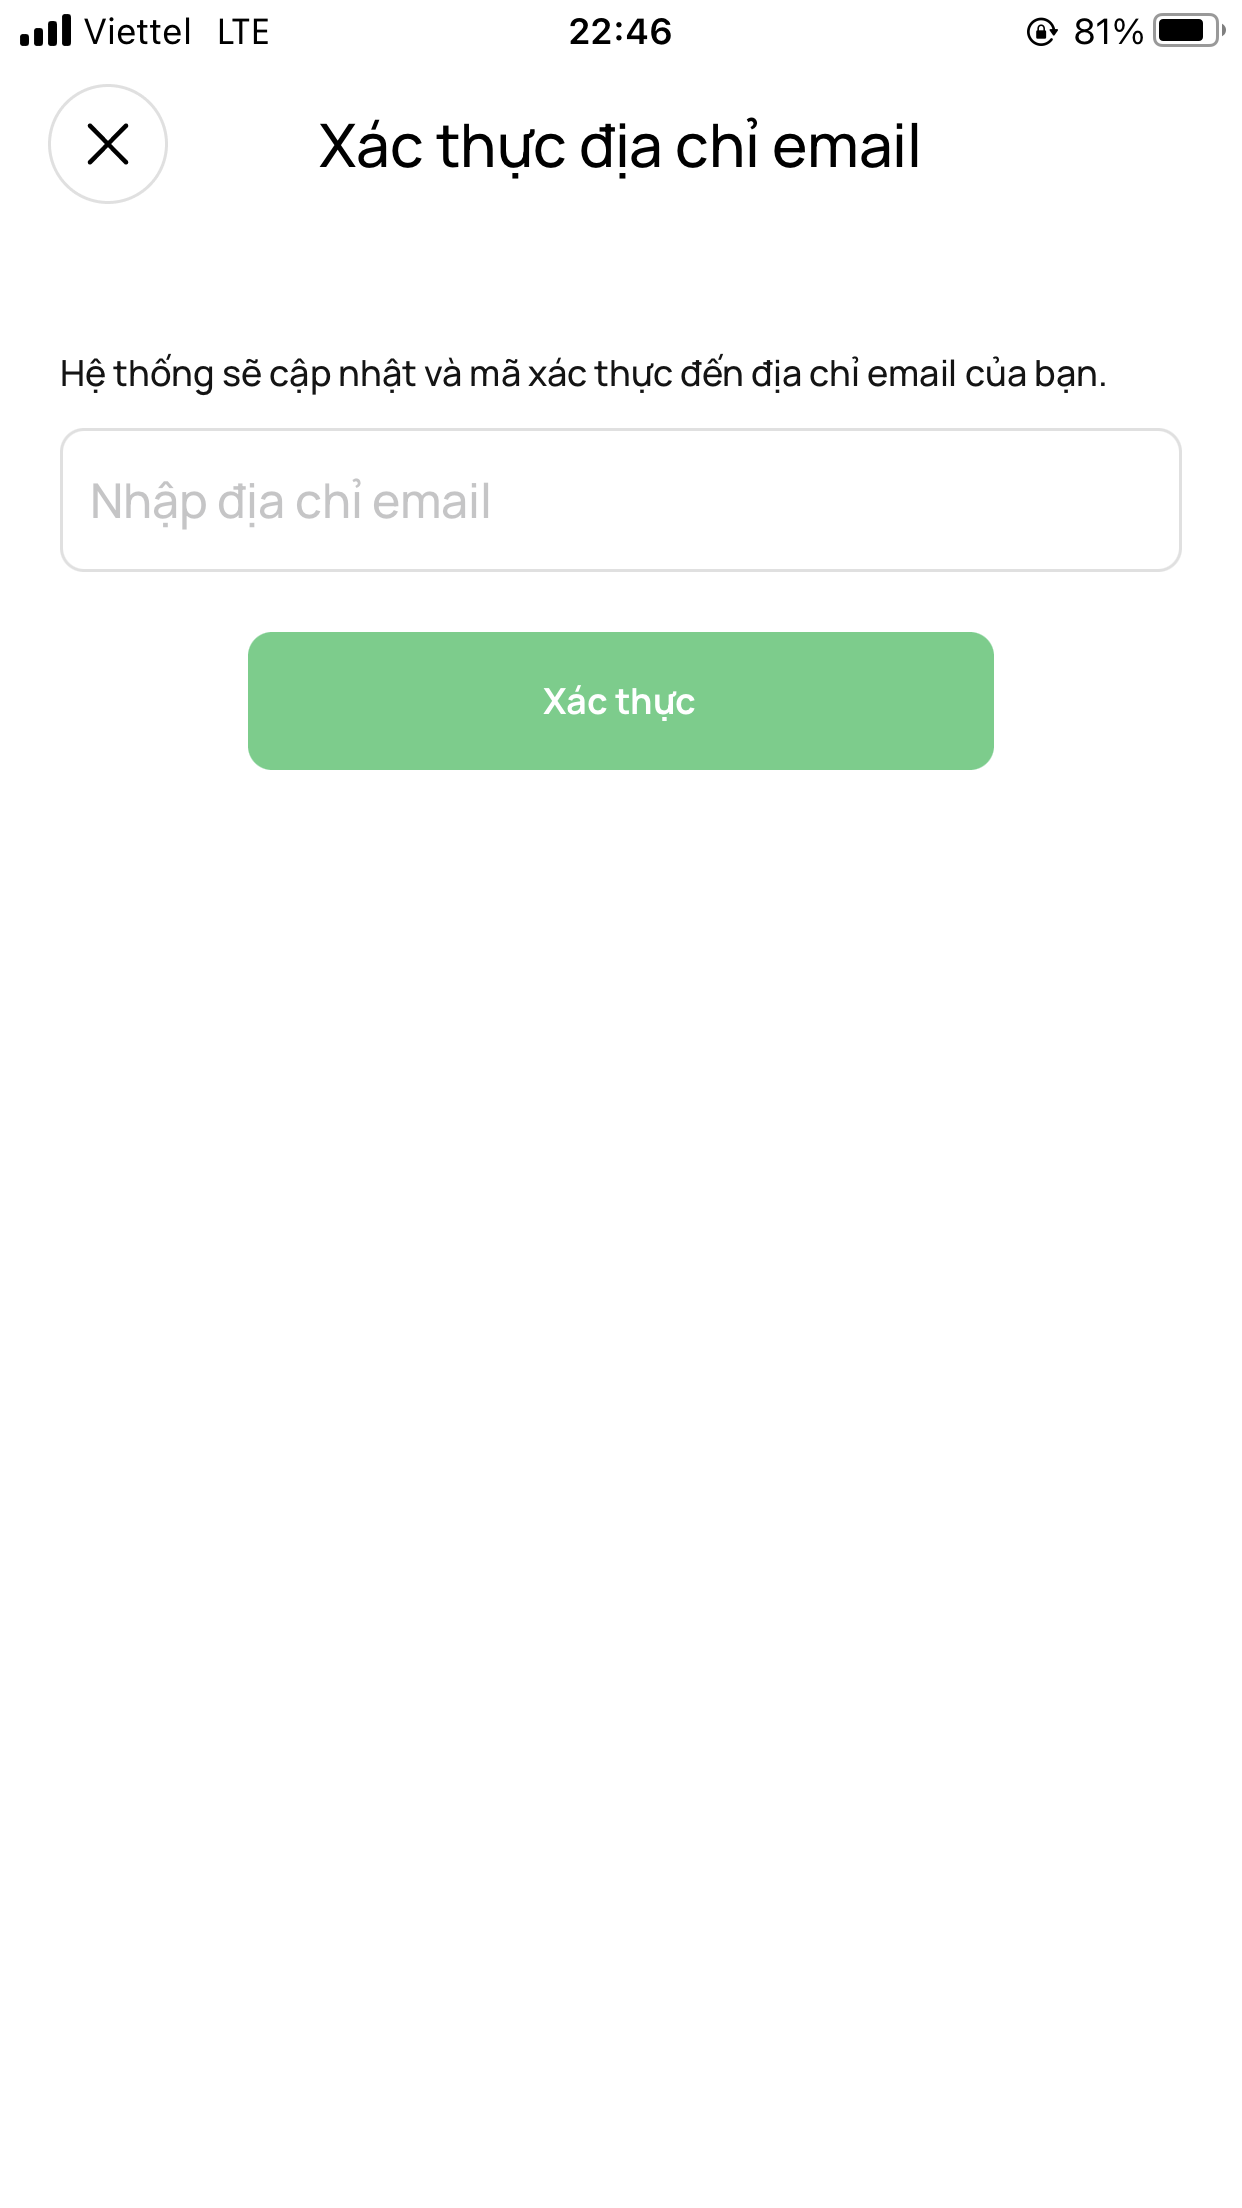 Viettel LTE 22:46 81%
Xác thực địa chỉ email
Hệ thống sẽ cập nhật và mã xác thực đến địa chỉ email của bạn.
Nhập địa chỉ email
Xác thực